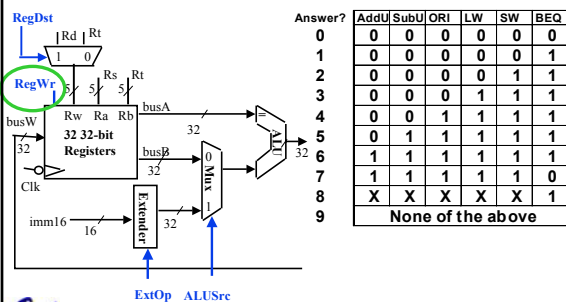 RegDst
Rd Rt
1 0
RegWr
5 5 Rs 5 Rt
busW
32
Rw Ra Rb
32 32-bit
Registers
Clk
busA
32
busB
32
0
Mux
1
=
ALU
32
imm16
16
Extender
32
ExtOp ALUSrc
Answer? AddU SubU ORI LW SW BEQ
0 0 0 0 0 0 0
1 0 0 0 0 0 1
2 0 0 0 0 1 1
3 0 0 0 1 1 1
4 0 0 1 1 1 1
5 0 1 1 1 1 1
6 1 1 1 1 1 1
7 1 1 1 1 1 0
8 X X X X X 1
9 None of the above